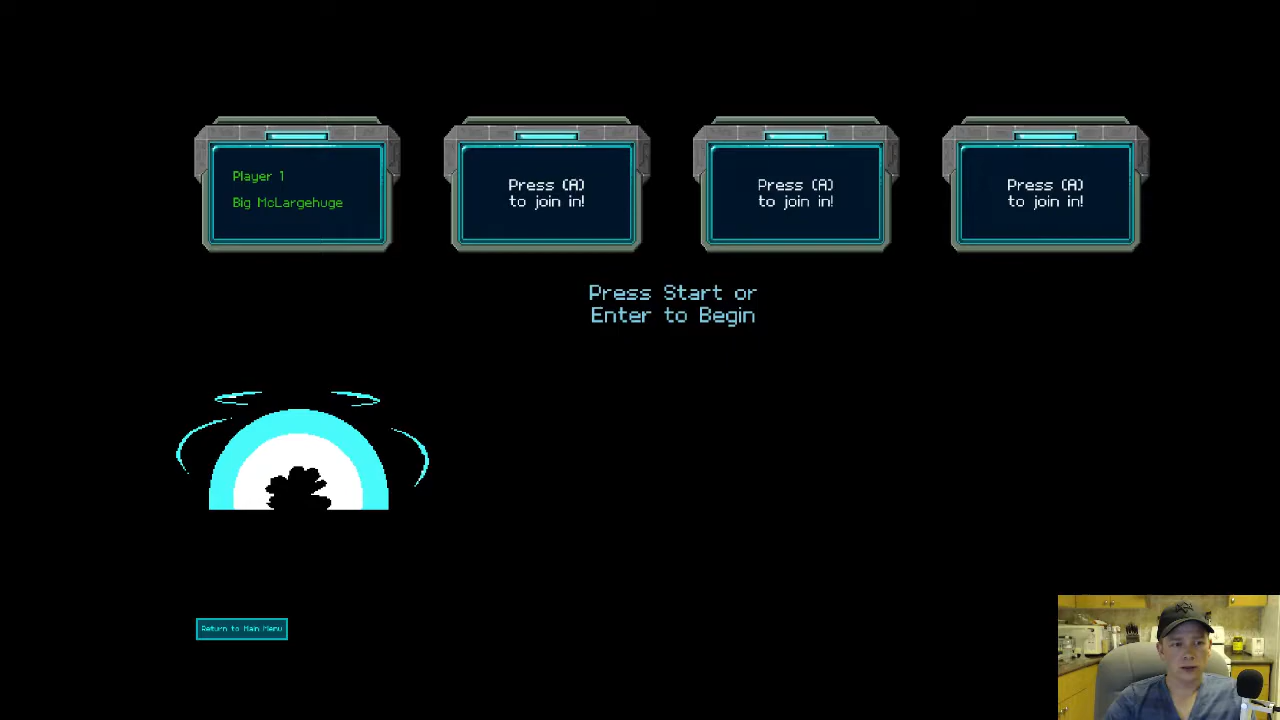 Player 1
Big McLargehuge
Press (A)
to join in!
Press (A)
to join in!
Press (A)
to join in!
Press Start or
Enter to Begin
Return to Main Menu